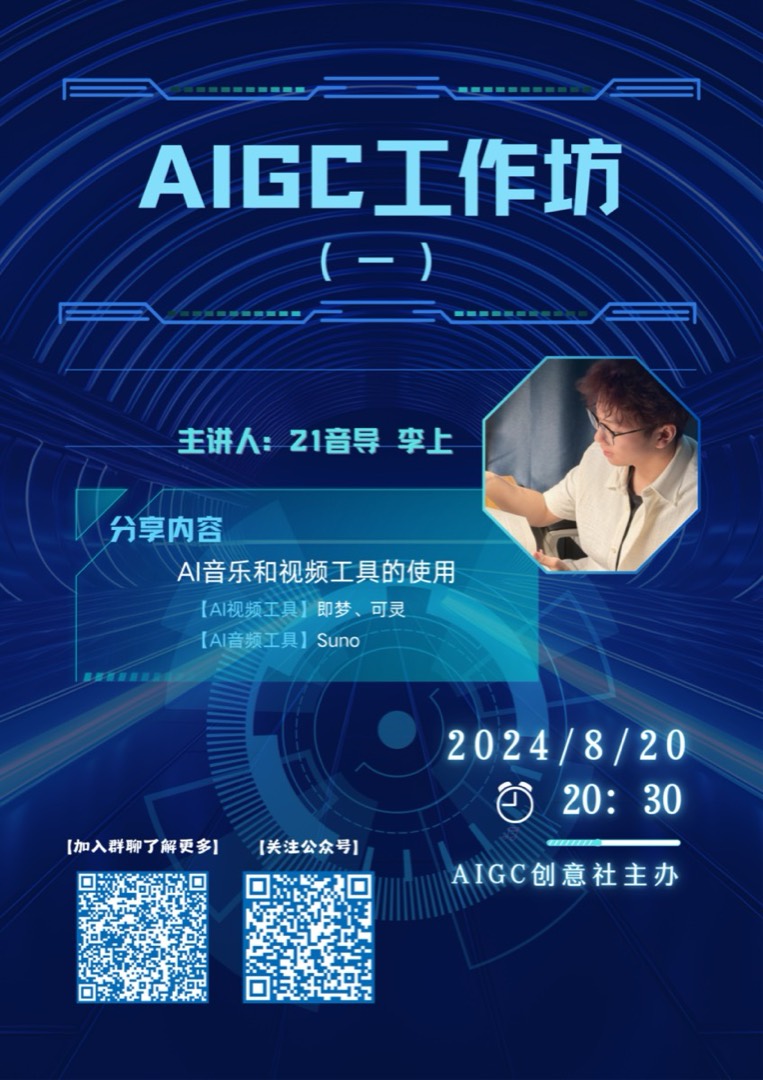 AIGC工作坊
（一）
主讲人：21音导 李上
分享内容
AI音乐和视频工具的使用
【AI视频工具】即梦、可灵
【AI音频工具】Suno
2024/8/20
20：30
AIGC创意社主办
[加入群聊了解更多] [关注公众号]